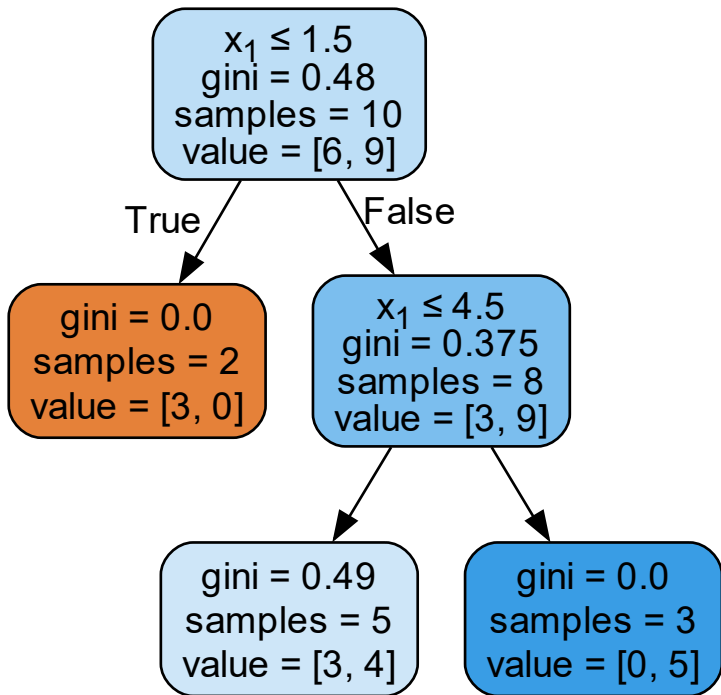 x₁ ≤ 1.5
gini = 0.48
samples = 10
value = [6, 9]
True
False
gini = 0.0
samples = 2
value = [3, 0]
x₁ ≤ 4.5
gini = 0.375
samples = 8
value = [3, 9]
gini = 0.49
samples = 5
value = [3, 4]
gini = 0.0
samples = 3
value = [0, 5]